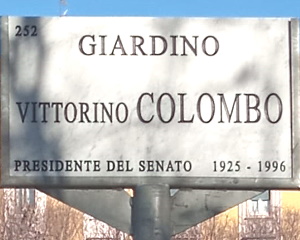 252
GIARDINO
VITTORINO COLOMBO
PRESIDENTE DEL SENATO 1925 - 1996